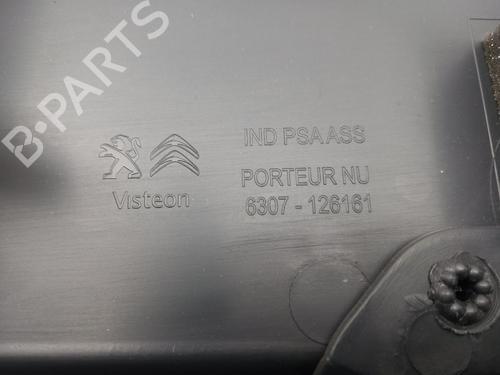 B-PARTS
IND PSA ASS
Visteon
PORTEUR NU
6307 - 126161